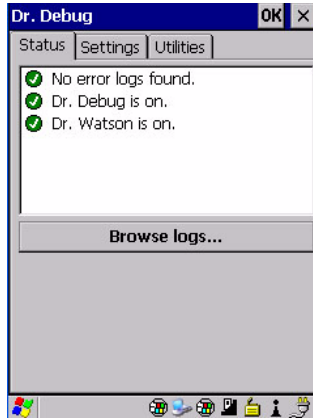 Dr. Debug OK
Status Settings Utilities
No error logs found.
Dr. Debug is on.
Dr. Watson is on.
Browse logs...